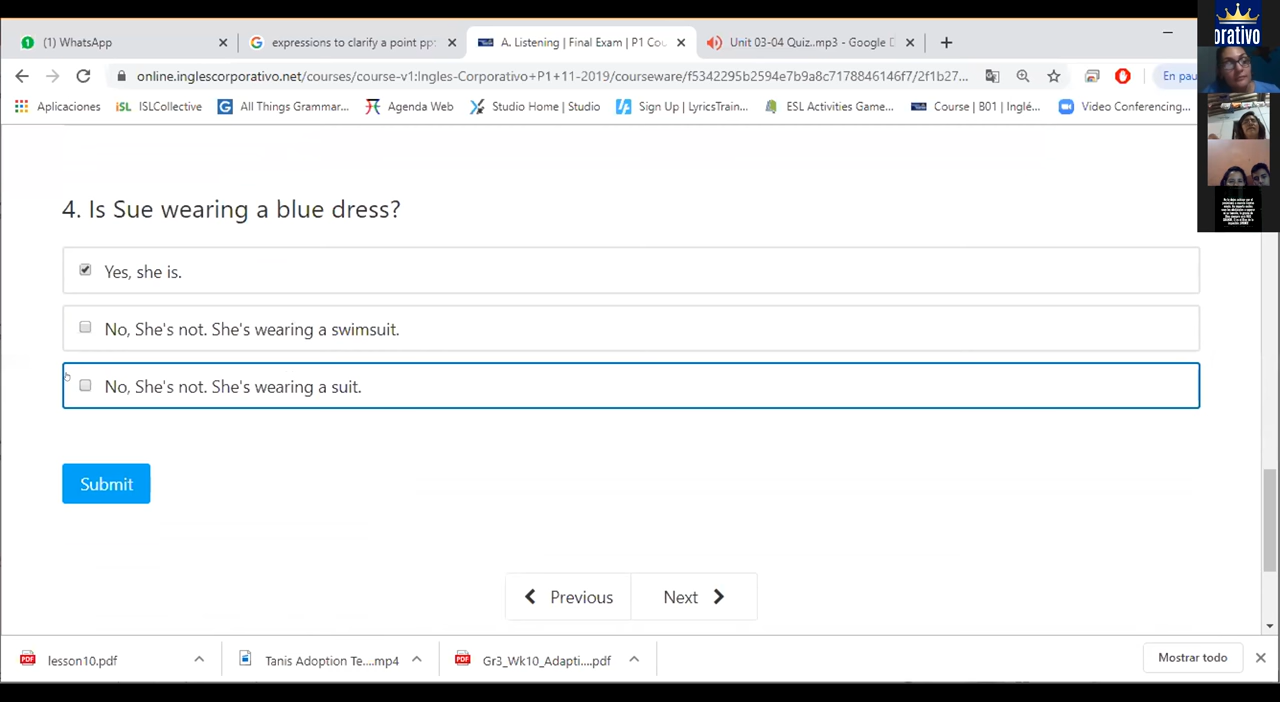 (1) WhatsApp
expressions to clarify a point pp
A. Listening | Final Exam | P1 Cou
Unit 03-04 Quiz..mp3 - Google D
orativo
online.inglescorporativo.net/courses/course-v1:Ingles-Corporativo+P1+11-2019/courseware/f5342295b2594e7b9a8c7178846146f7/2f1b27...
En pau
Aplicaciones
iSL ISLCollective
All Things Grammar...
Agenda Web
Studio Home | Studio
Sign Up | LyricsTrain...
ESL Activities Game...
Course | B01 | Inglé...
Video Conferencing...
4. Is Sue wearing a blue dress?
Yes, she is.
No, She's not. She's wearing a swimsuit.
No, She's not. She's wearing a suit.
Submit
Previous
Next
lesson10.pdf
Tanis Adoption Te....mp4
Gr3_Wk10_Adapti....pdf
Mostrar todo